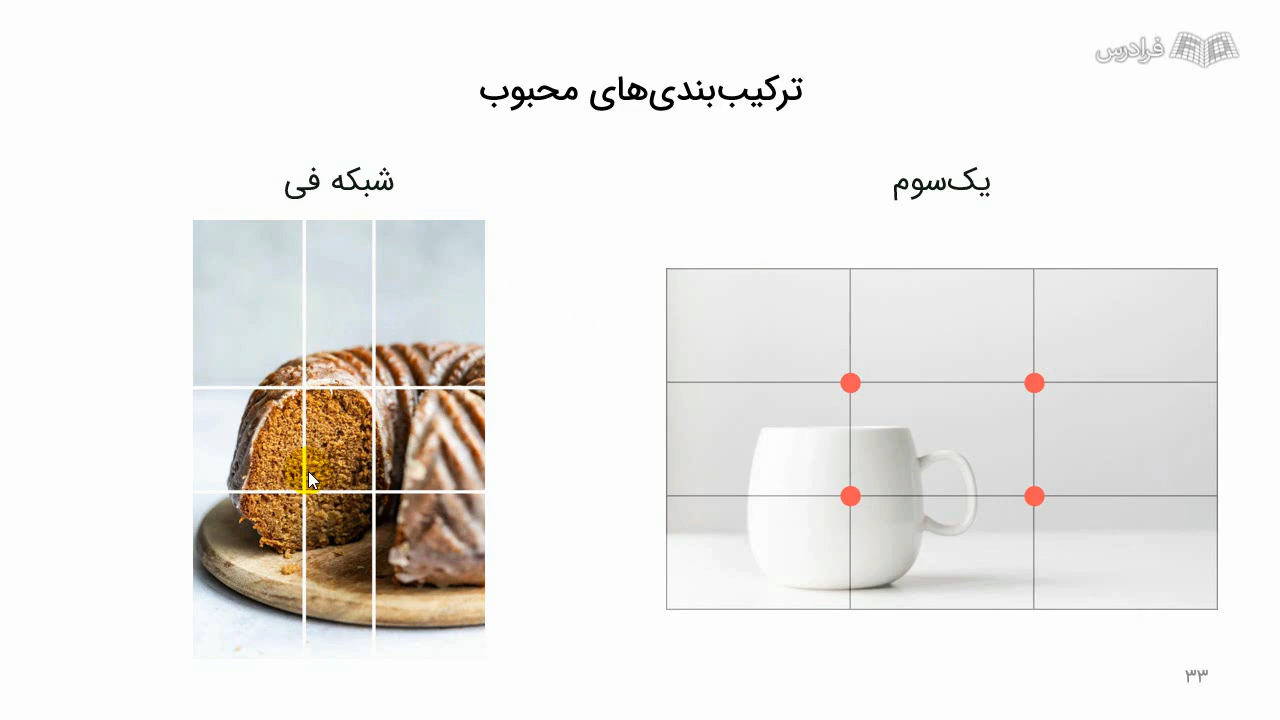 فرادرس
ترکیب‌بندی‌های محبوب
یک‌سوم
شبکه فی
۳۳